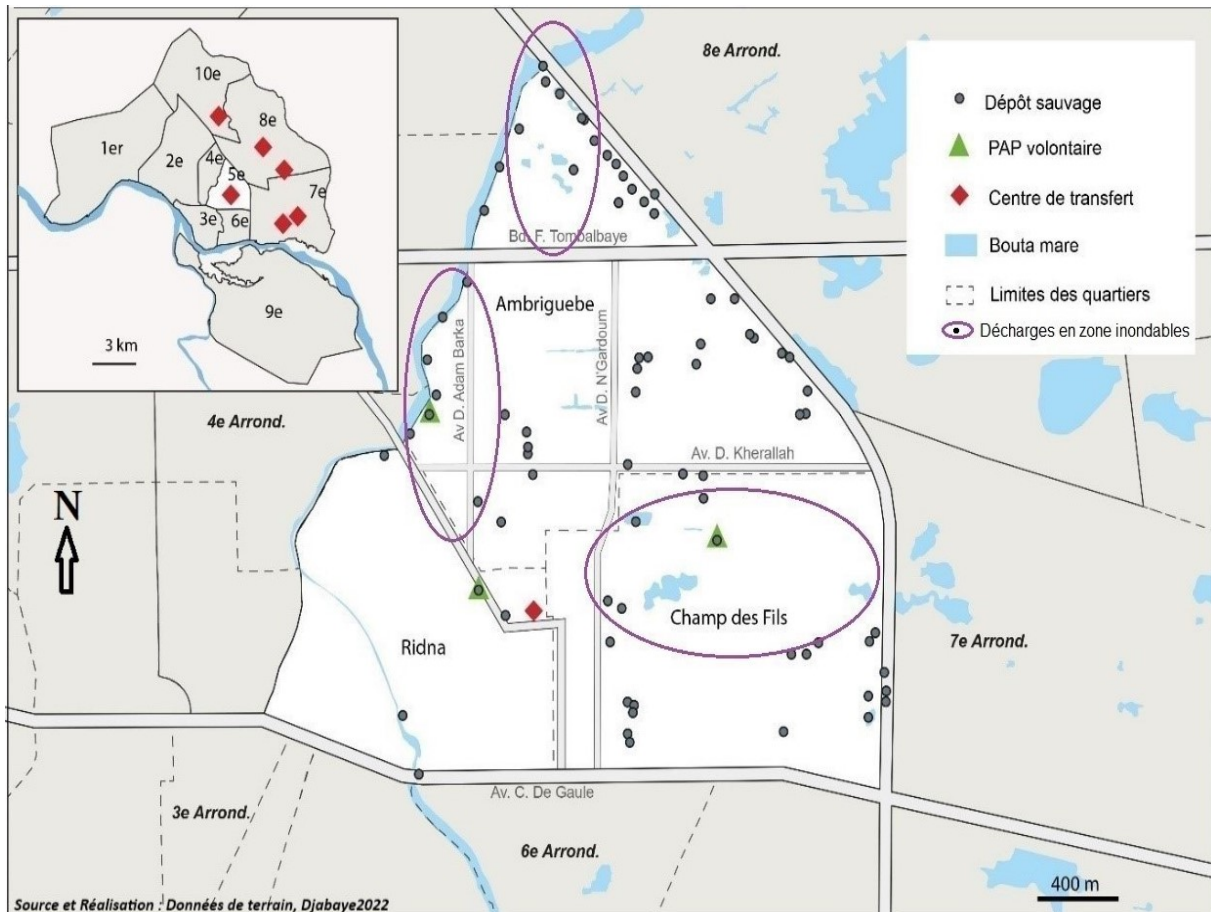 10e
8e
1er
2e
4e
5e
7e
3e
6e
9e
3 km
8e Arrond.
Dépôt sauvage
PAP volontaire
Centre de transfert
Bouta mare
Limites des quartiers
Décharges en zone inondables
Bd. F. Tombalbaye
Ambriguebe
Av D. Adam Barka
Av D. N'Gardoum
4e Arrond.
Av. D. Kherallah
N
Champ des Fils
Ridna
7e Arrond.
Av. C. De Gaule
3e Arrond.
6e Arrond.
400 m
Source et Réalisation : Données de terrain, Djabaye2022